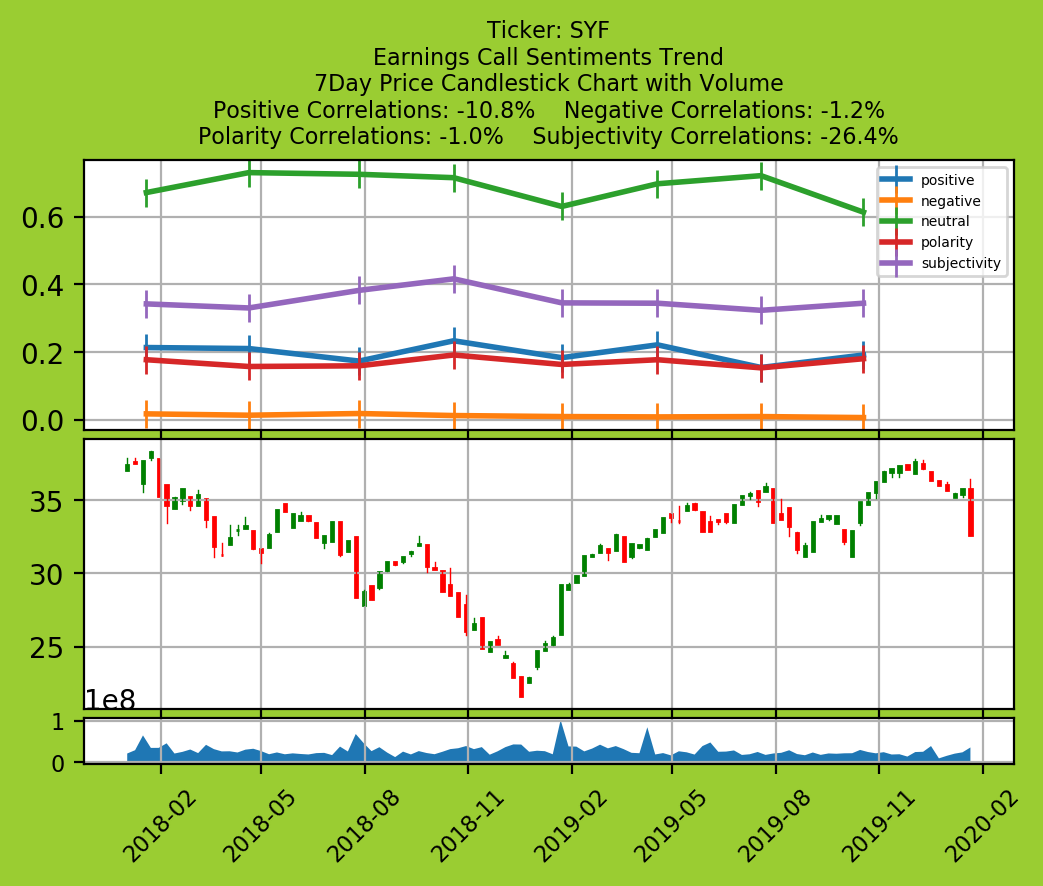 Ticker: SYF
Earnings Call Sentiments Trend
7Day Price Candlestick Chart with Volume
Positive Correlations: -10.8%    Negative Correlations: -1.2%
Polarity Correlations: -1.0%    Subjectivity Correlations: -26.4%
positive
negative
neutral
polarity
subjectivity
0.6
0.4
0.2
0.0
35
30
25
1e8
1
0
2018-02
2018-05
2018-08
2018-11
2019-02
2019-05
2019-08
2019-11
2020-02